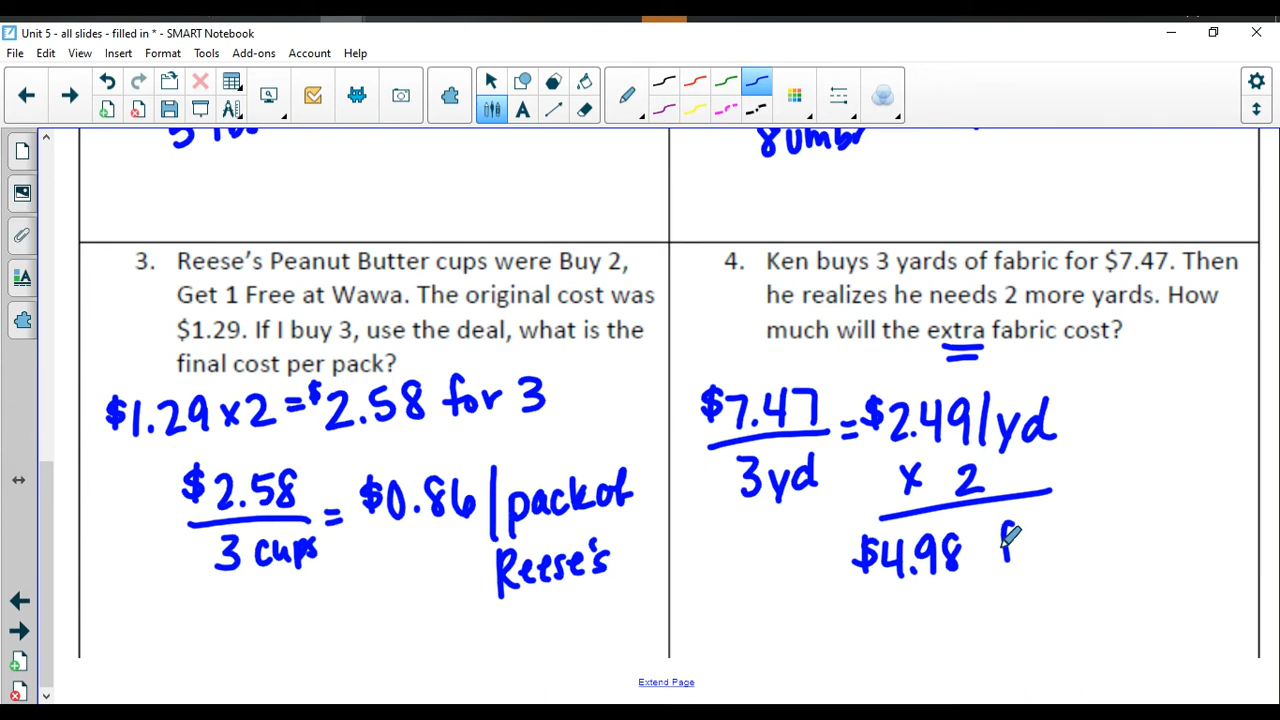 Unit 5 - all slides - filled in * - SMART Notebook
File Edit View Insert Format Tools Add-ons Account Help
3. Reese's Peanut Butter cups were Buy 2,
Get 1 Free at Wawa. The original cost was
$1.29. If I buy 3, use the deal, what is the
final cost per pack?
$1.29 x 2 = $2.58 for 3
$2.58
3 cups
= $0.86 | pack of
Reese's
4. Ken buys 3 yards of fabric for $7.47. Then
he realizes he needs 2 more yards. How
much will the extra fabric cost?
$7.47
3 yd
= $2.49 | yd
x 2
$4.98 f
Extend Page